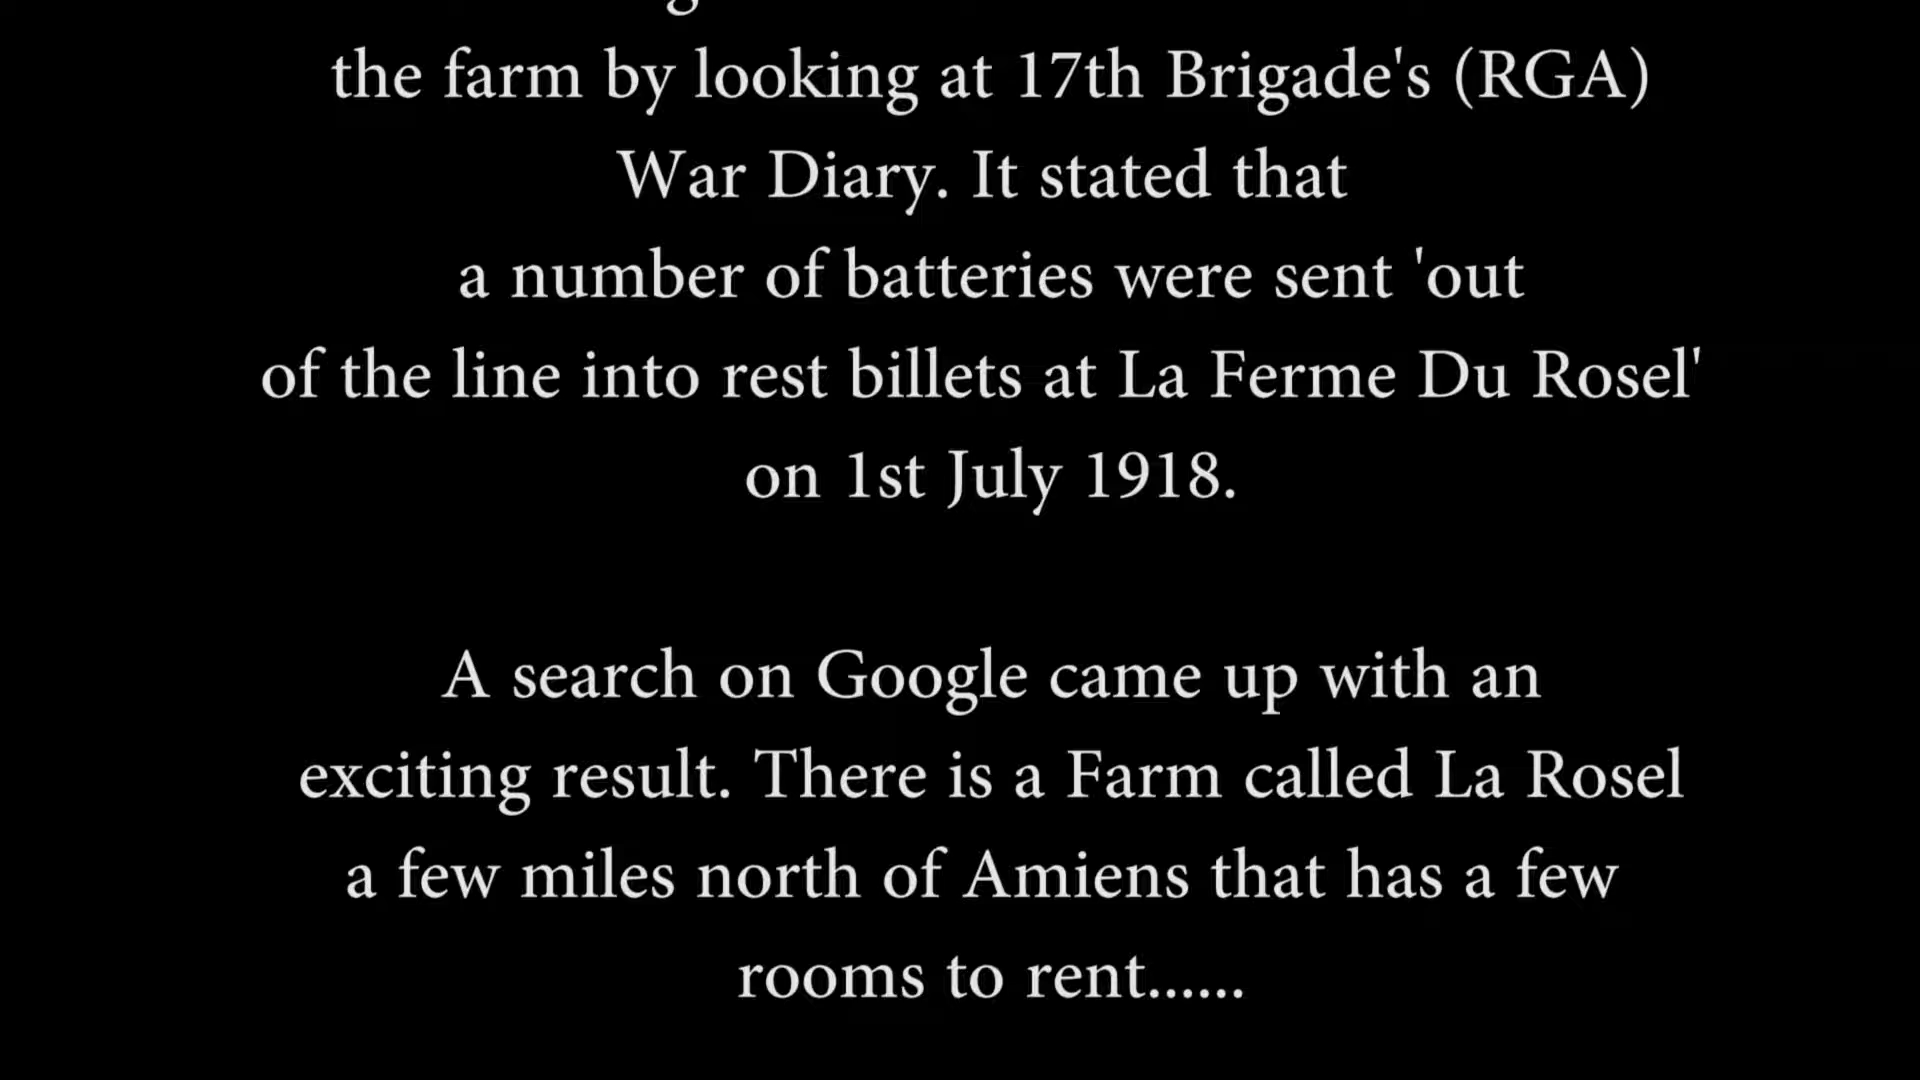 the farm by looking at 17th Brigade's (RGA)
War Diary. It stated that
a number of batteries were sent 'out
of the line into rest billets at La Ferme Du Rosel'
on 1st July 1918.
A search on Google came up with an
exciting result. There is a Farm called La Rosel
a few miles north of Amiens that has a few
rooms to rent......